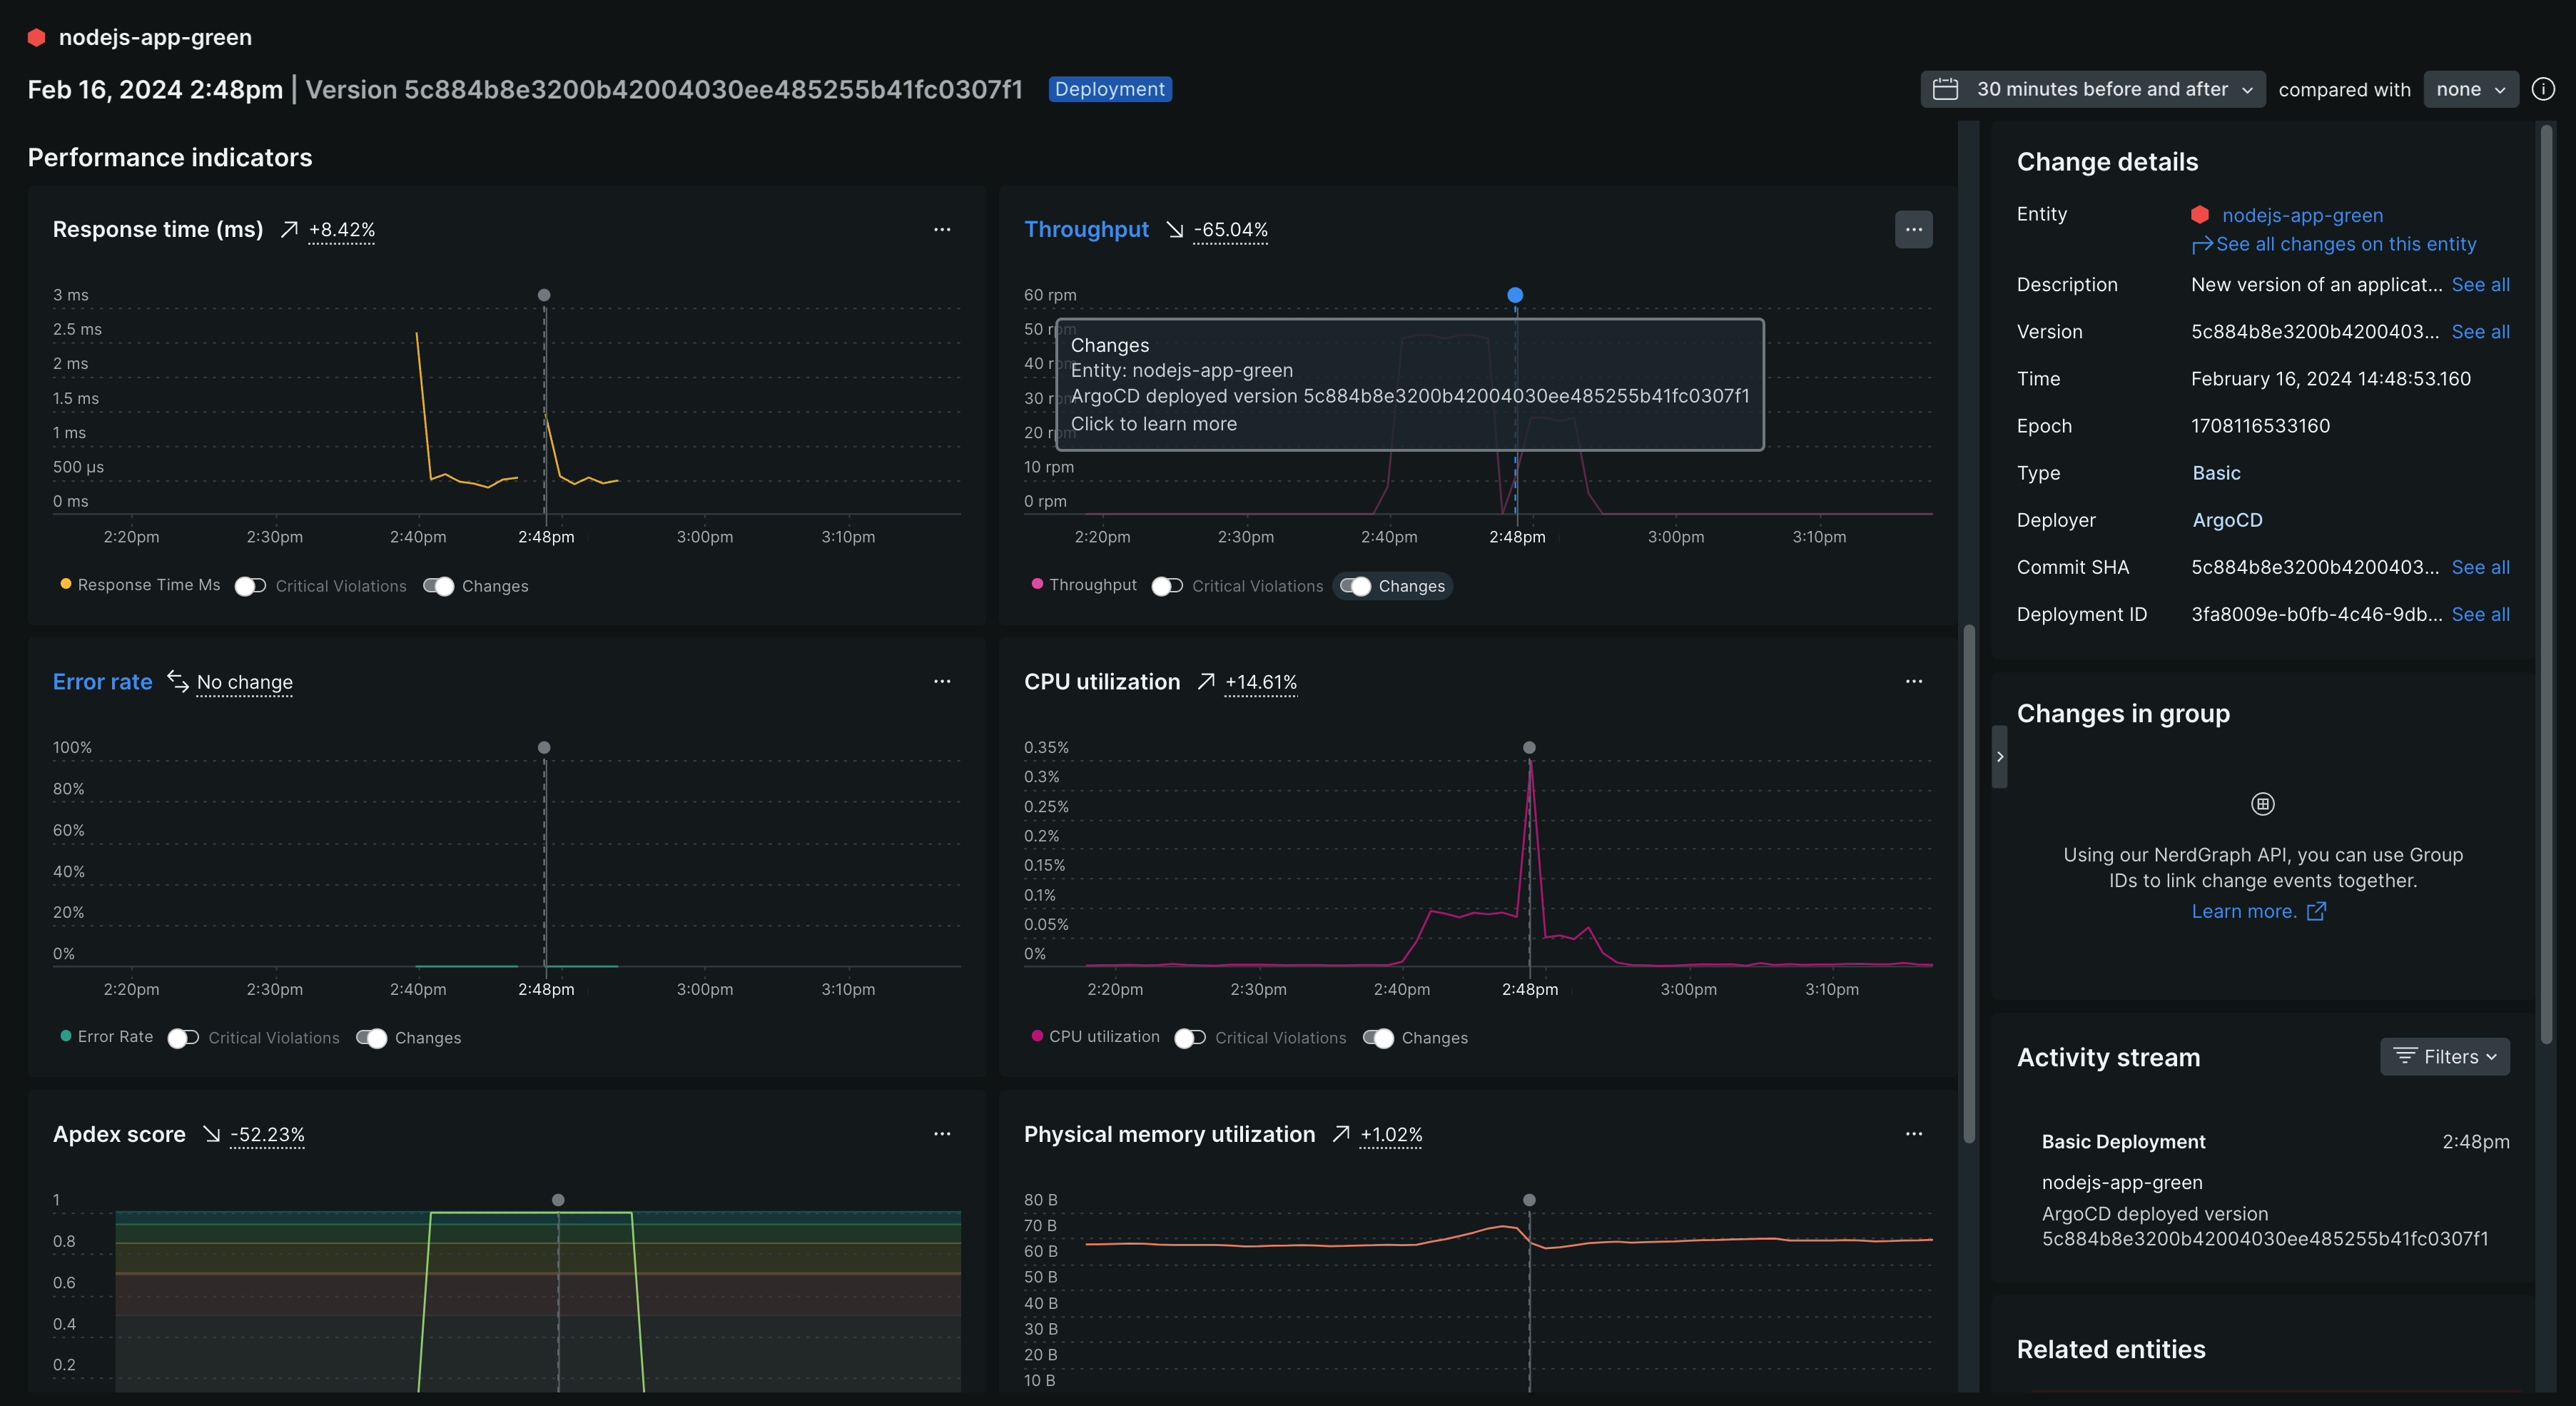 nodejs-app-green
Feb 16, 2024 2:48pm | Version 5c884b8e3200b42004030ee485255b41fc0307f1 Deployment
30 minutes before and after compared with none
Performance indicators
Response time (ms) +8.42%
3 ms
2.5 ms
2 ms
1.5 ms
1 ms
500 µs
0 ms
2:20pm 2:30pm 2:40pm 2:48pm 3:00pm 3:10pm
Response Time Ms Critical Violations Changes
Throughput -65.04%
60 rpm
50 rpm
40 rpm
30 rpm
20 rpm
10 rpm
0 rpm
Changes
Entity: nodejs-app-green
ArgoCD deployed version 5c884b8e3200b42004030ee485255b41fc0307f1
Click to learn more
2:20pm 2:30pm 2:40pm 2:48pm 3:00pm 3:10pm
Throughput Critical Violations Changes
Error rate No change
100%
80%
60%
40%
20%
0%
2:20pm 2:30pm 2:40pm 2:48pm 3:00pm 3:10pm
Error Rate Critical Violations Changes
CPU utilization +14.61%
0.35%
0.3%
0.25%
0.2%
0.15%
0.1%
0.05%
0%
2:20pm 2:30pm 2:40pm 2:48pm 3:00pm 3:10pm
CPU utilization Critical Violations Changes
Apdex score -52.23%
1
0.8
0.6
0.4
0.2
Physical memory utilization +1.02%
80 B
70 B
60 B
50 B
40 B
30 B
20 B
10 B
Change details
Entity nodejs-app-green
See all changes on this entity
Description New version of an applicat... See all
Version 5c884b8e3200b4200403... See all
Time February 16, 2024 14:48:53.160
Epoch 1708116533160
Type Basic
Deployer ArgoCD
Commit SHA 5c884b8e3200b4200403... See all
Deployment ID 3fa8009e-b0fb-4c46-9db... See all
Changes in group
Using our NerdGraph API, you can use Group
IDs to link change events together.
Learn more.
Activity stream Filters
Basic Deployment 2:48pm
nodejs-app-green
ArgoCD deployed version
5c884b8e3200b42004030ee485255b41fc0307f1
Related entities